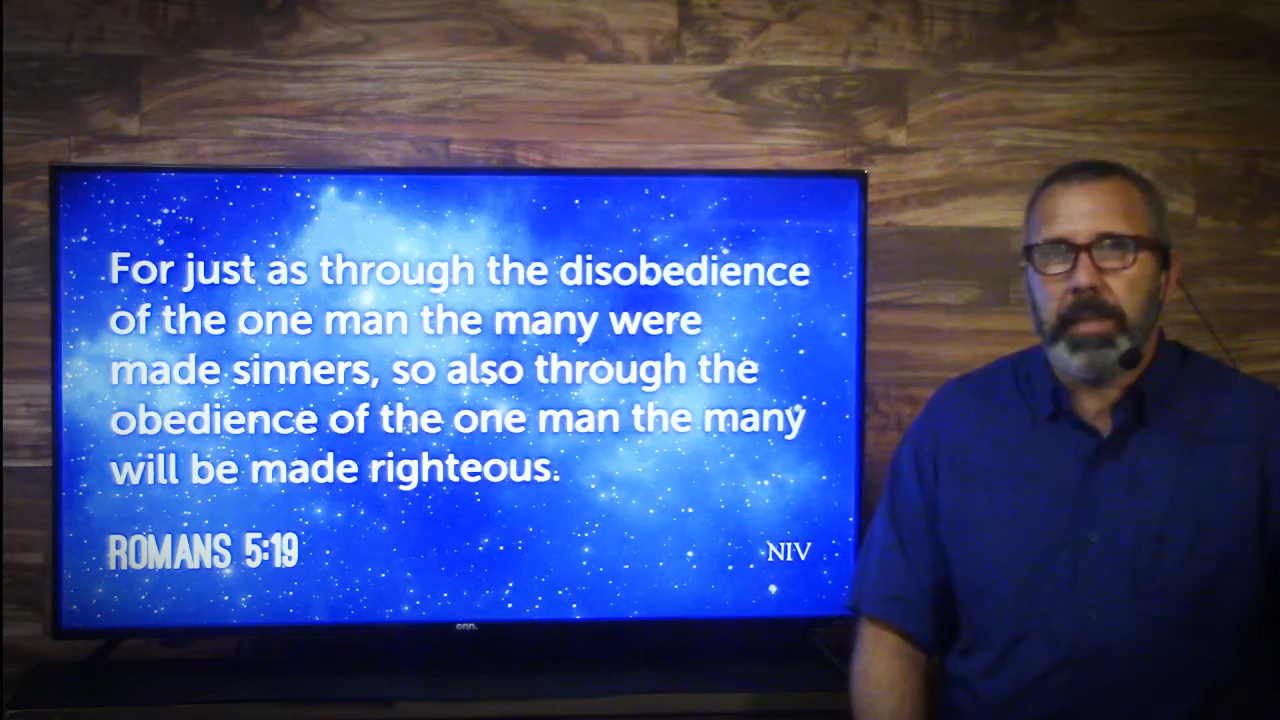 For just as through the disobedience
of the one man the many were
made sinners, so also through the
obedience of the one man the many
will be made righteous.
ROMANS 5:19
NIV
onn.